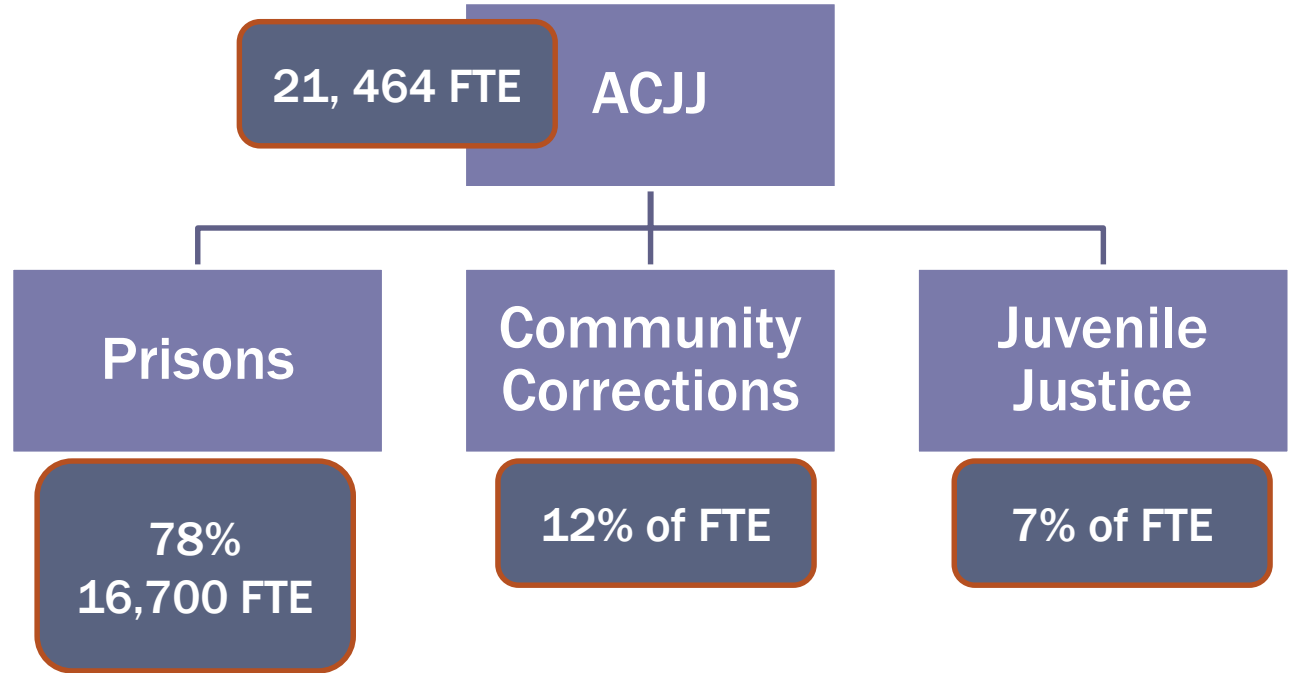 21, 464 FTE
ACJJ
Prisons
Community
Corrections
Juvenile
Justice
78%
16,700 FTE
12% of FTE
7% of FTE